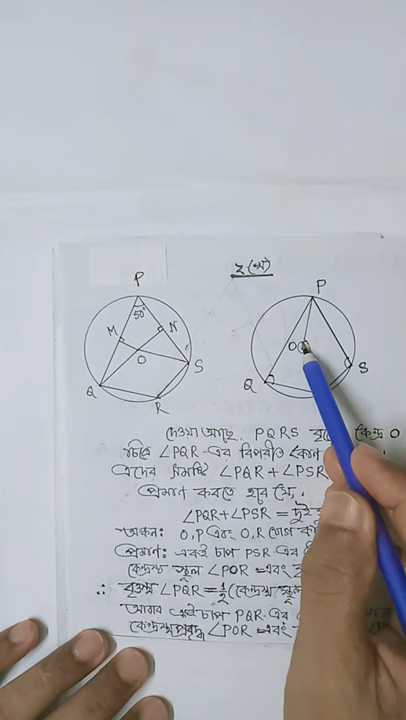 ২(খ)
P
50°
M
N
O
S
Q
R
P
O
Q
S
দেওয়া আছে, PQRS কেন্দ্র O
∠PQR-এর বিপরীত কোণ
এদের সমষ্টি ∠PQR + ∠PSR
প্রমাণ করতে হবে যে,
∠PQR+∠PSR = দুই
অঙ্কন: O, P এবং O, R যোগ করি
প্রমাণ: একই চাপ PSR এর
কেন্দ্রস্থ স্থূল ∠POR =এবং
∴ বৃত্তস্থ ∠PQR = 1/2 (কেন্দ্রস্থ স্থূল
আবার একই চাপ PQR-এর
∠POR =এবং